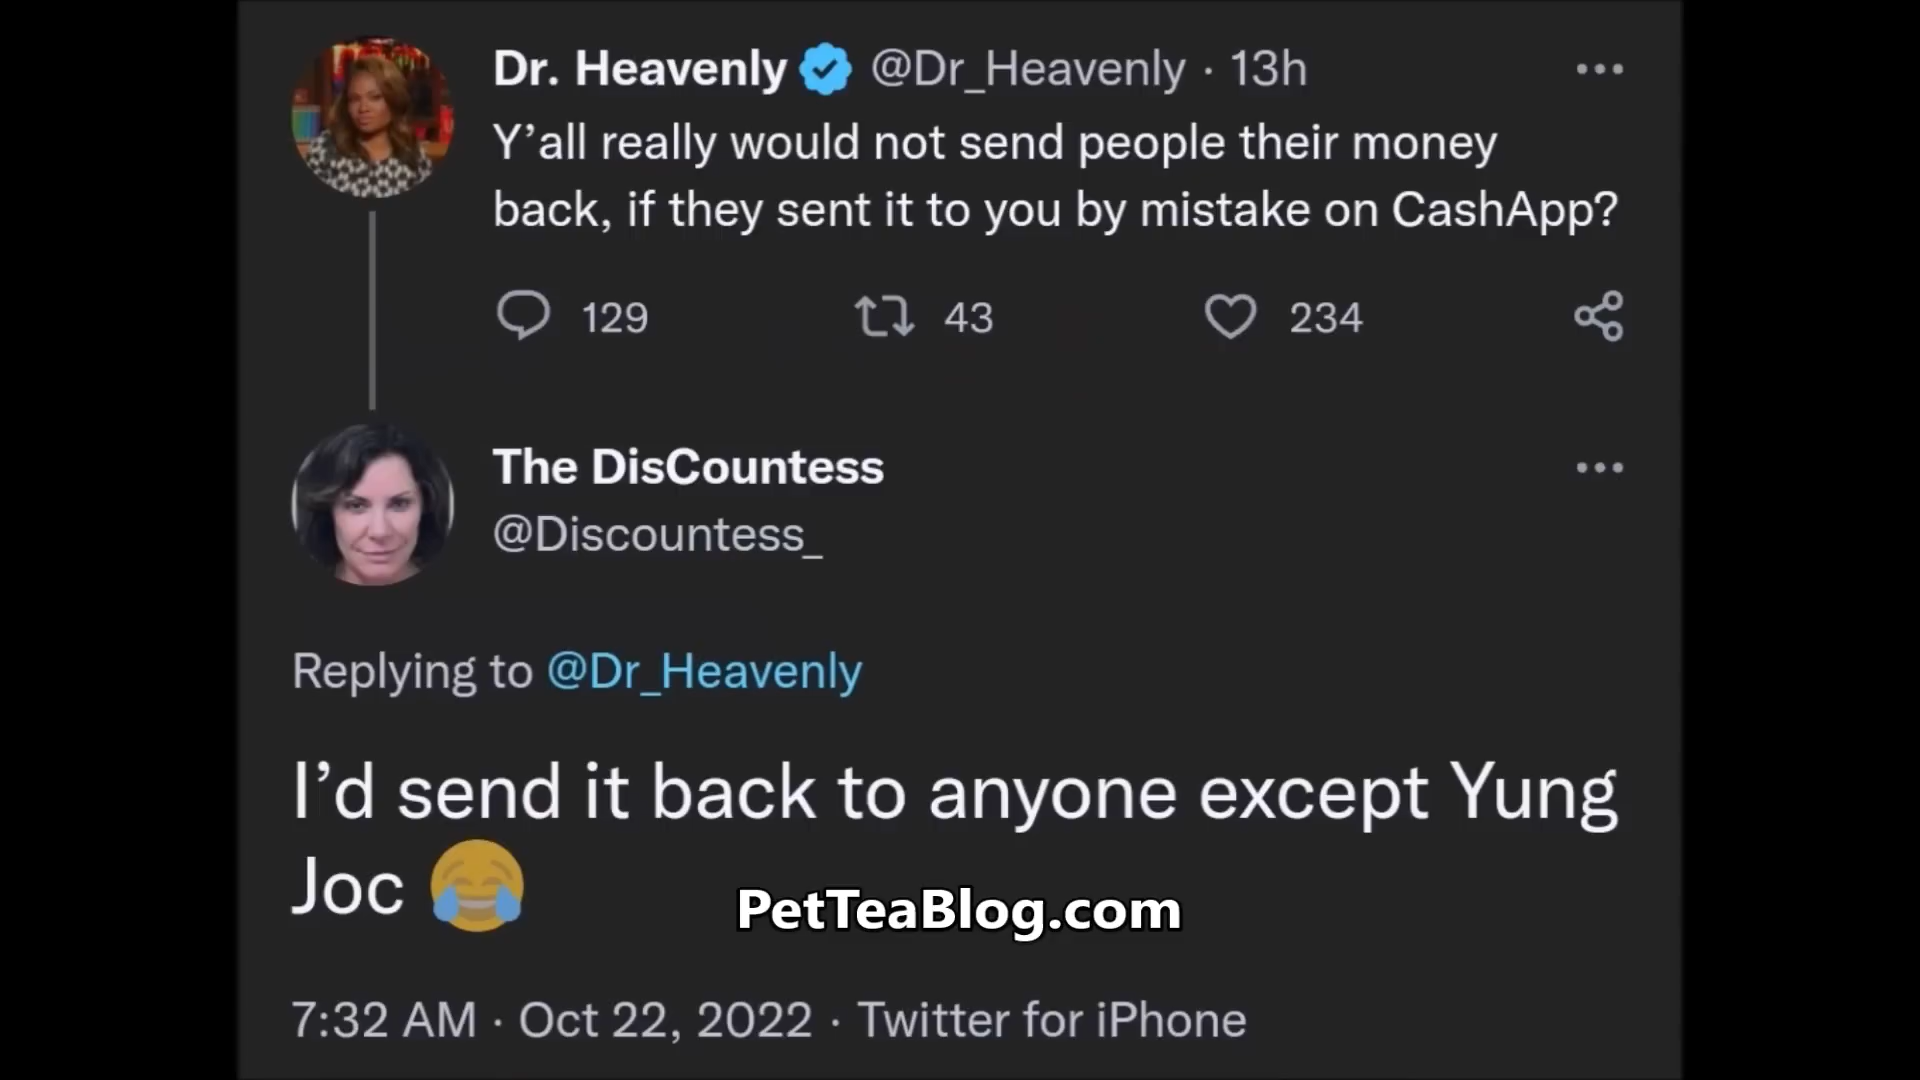 Dr. Heavenly @Dr_Heavenly · 13h
Y’all really would not send people their money
back, if they sent it to you by mistake on CashApp?
129 43 234
The DisCountess
@Discountess_
Replying to @Dr_Heavenly
I’d send it back to anyone except Yung
Joc 😂
PetTeaBlog.com
7:32 AM · Oct 22, 2022 · Twitter for iPhone